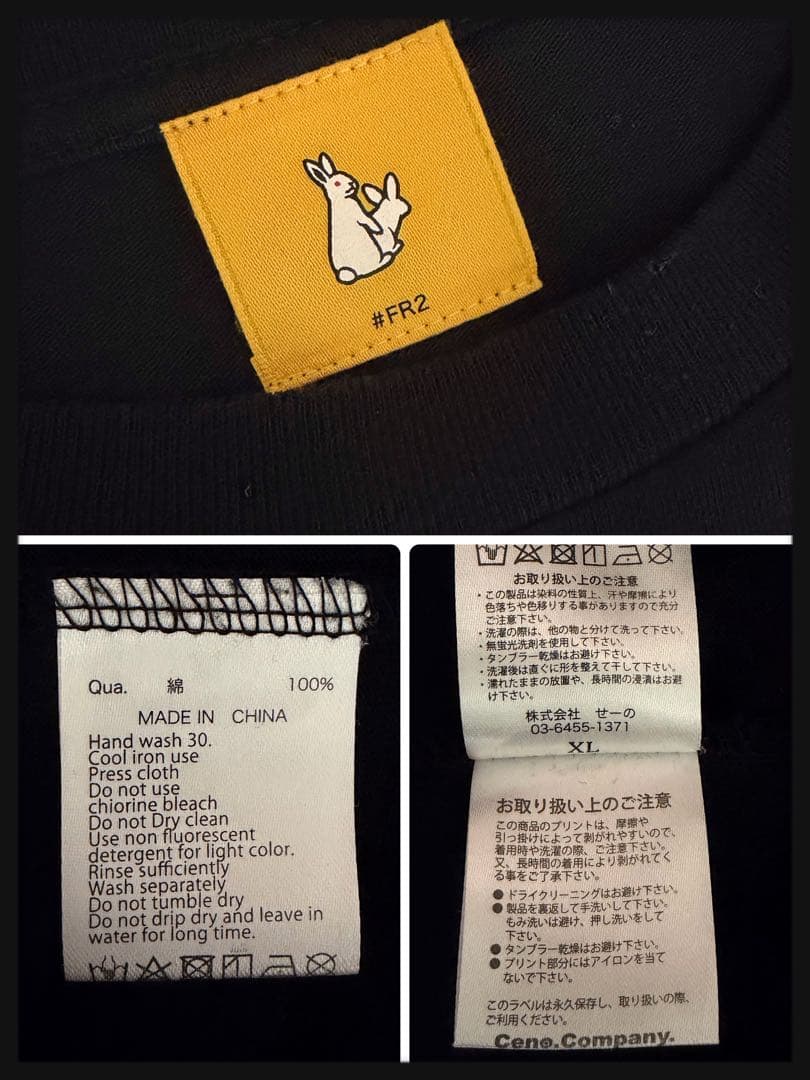 #FR2
Qua. 綿 100%
MADE IN CHINA
Hand wash 30.
Cool iron use
Press cloth
Do not use
chiorine bleach
Do not Dry clean
Use non fluorescent
detergent for light color.
Rinse sufficiently
Wash separately
Do not tumble dry
Do not drip dry and leave in
water for long time.
お取り扱い上のご注意
・この製品は染料の性質上、汗や摩擦により
色落ちや色移りする事がありますので充分
ご注意下さい。
・洗濯の際は、他の物と分けて洗って下さい。
・無蛍光洗剤を使用して下さい。
・タンブラー乾燥はお避け下さい。
・洗濯後は直ぐに形を整えて干して下さい。
・濡れたままの放置や、長時間の浸漬はお避
け下さい。
株式会社 せーの
03-6455-1371
XL
お取り扱い上のご注意
この商品のプリントは、摩擦や
引っ掛けによって剥がれやすいので、
着用時や洗濯の際、ご注意下さい。
又、長時間の着用により剥がれてく
る事をご了承下さい。
●ドライクリーニングはお避け下さい。
●製品を裏返して手洗いして下さい。
もみ洗いは避け、押し洗いをして
下さい。
●タンブラー乾燥はお避け下さい。
●プリント部分にはアイロンを当て
ないで下さい。
このラベルは永久保存し、取り扱いの際、
ご利用ください。
Ceno.Company.